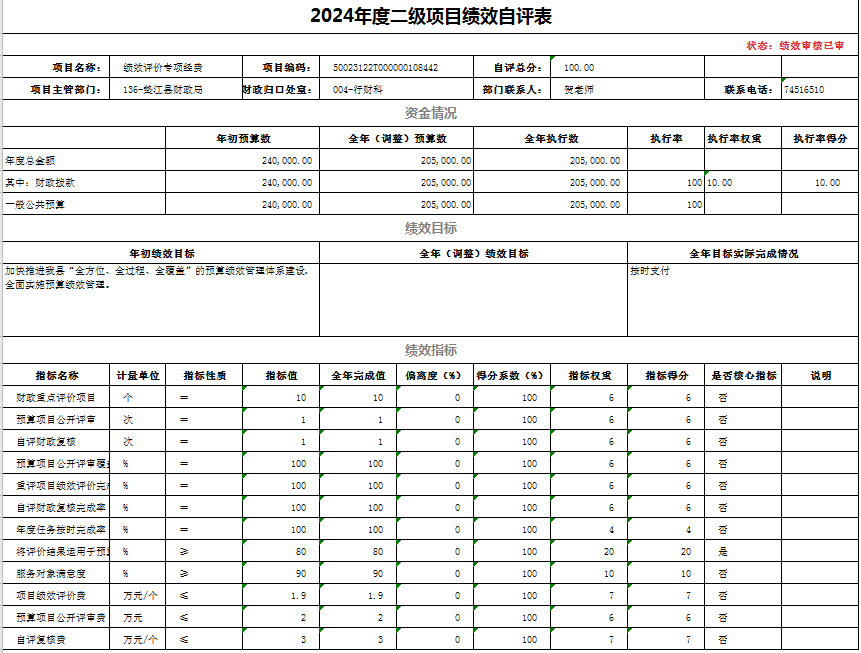 2024年度二级项目绩效自评表
状态：绩效审核已审
项目名称： 绩效评价专项经费 项目编码： 50023122T000000108442 自评总分： 100.00
项目主管部门： 136-垫江县财政局 财政归口处室： 004-行财科 部门联系人： 贺老师 联系电话： 74516510
资金情况
年初预算数 全年（调整）预算数 全年执行数 执行率 执行率权重 执行率得分
年度总金额 240,000.00 205,000.00 205,000.00
其中：财政拨款 240,000.00 205,000.00 205,000.00 100 10.00 10.00
一般公共预算 240,000.00 205,000.00 205,000.00 100
绩效目标
年初绩效目标 全年（调整）绩效目标 全年目标实际完成情况
加快推进我县“全方位、全过程、全覆盖”的预算绩效管理体系建设， 按时支付
全面实施预算绩效管理。
绩效指标
指标名称 计量单位 指标性质 指标值 全年完成值 偏离度（%） 得分系数（%） 指标权重 指标得分 是否核心指标 说明
财政重点评价项目 个 ＝ 10 10 0 100 6 6 否
预算项目公开评审 次 ＝ 1 1 0 100 6 6 否
自评财政复核 次 ＝ 1 1 0 100 6 6 否
预算项目公开评审覆 % ＝ 100 100 0 100 6 6 否
重评项目绩效评价完 % ＝ 100 100 0 100 6 6 否
自评财政复核完成率 % ＝ 100 100 0 100 6 6 否
年度任务按时完成率 % ＝ 100 100 0 100 4 4 否
将评价结果运用于预 % ≥ 80 80 0 100 20 20 是
服务对象满意度 % ≥ 90 90 0 100 10 10 否
项目绩效评价费 万元/个 ≤ 1.9 1.9 0 100 7 7 否
预算项目公开评审费 万元 ≤ 2 2 0 100 6 6 否
自评复核费 万元/个 ≤ 3 3 0 100 7 7 否